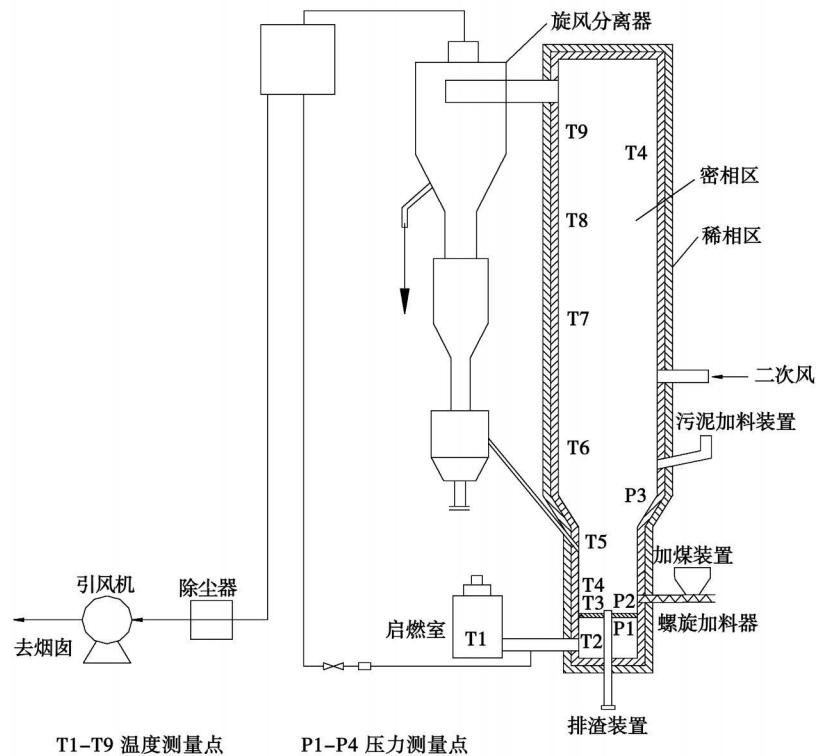 旋风分离器
T9
T4
密相区
T8
稀相区
T7
二次风
污泥加料装置
T6
P3
T5
加煤装置
引风机
除尘器
T4
T3
P2
启燃室
T1
T2
P1
螺旋加料器
去烟囱
排渣装置
T1-T9 温度测量点
P1-P4 压力测量点